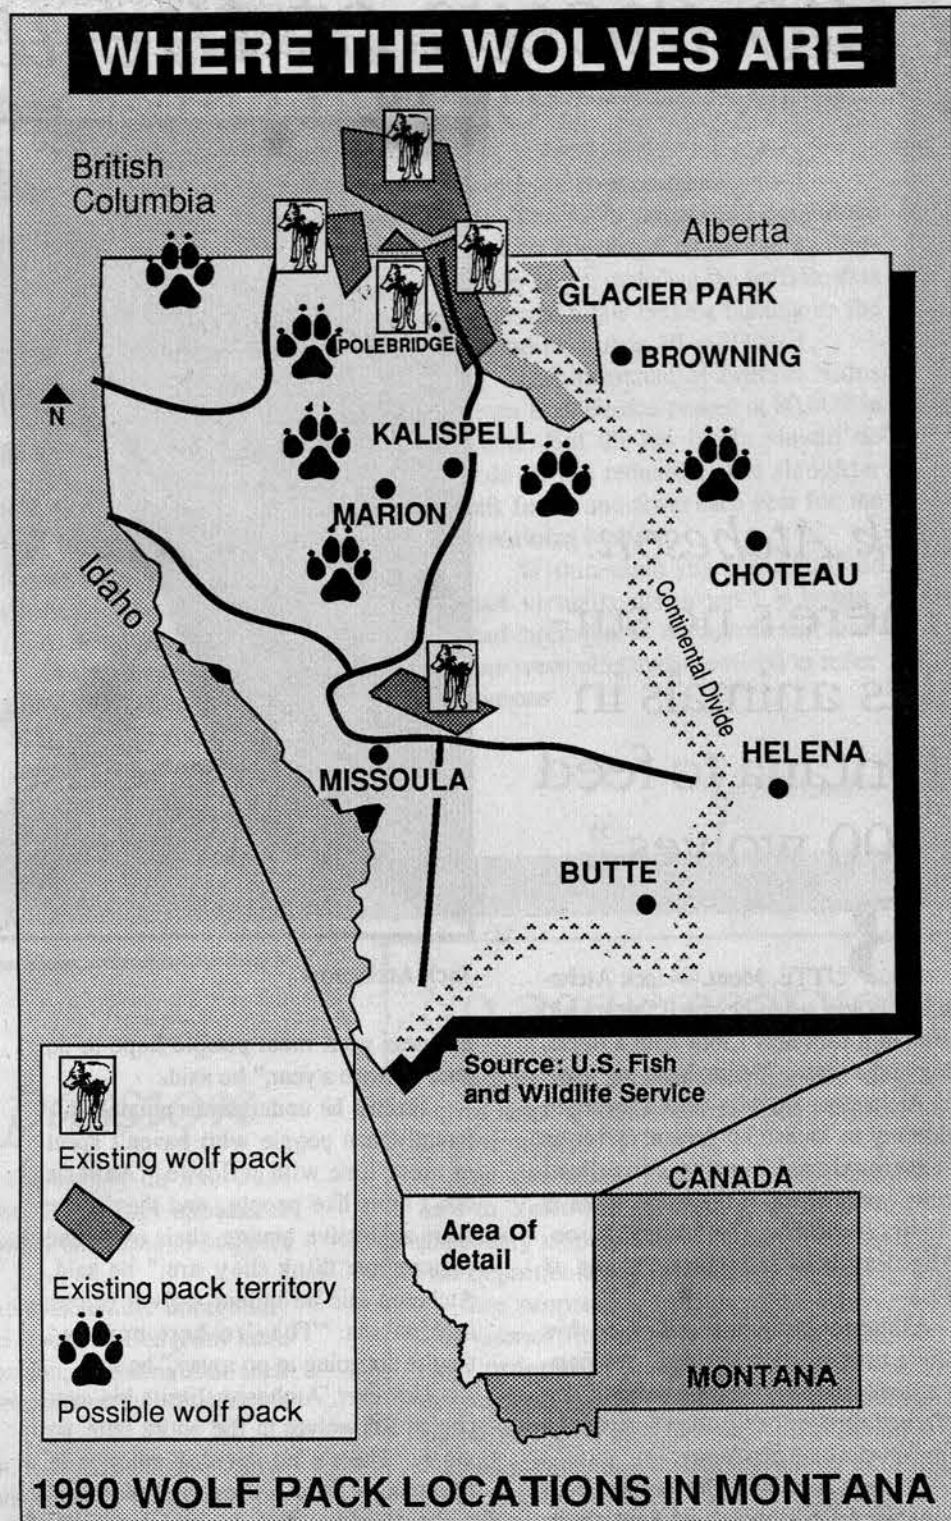 WHERE THE WOLVES ARE
British
Columbia
Alberta
GLACIER PARK
POLEBRIDGE
BROWNING
N
KALISPELL
MARION
CHOTEAU
Idaho
Continental Divide
HELENA
MISSOULA
BUTTE
Source: U.S. Fish
and Wildlife Service
Existing wolf pack
Existing pack territory
Possible wolf pack
CANADA
Area of
detail
MONTANA
1990 WOLF PACK LOCATIONS IN MONTANA